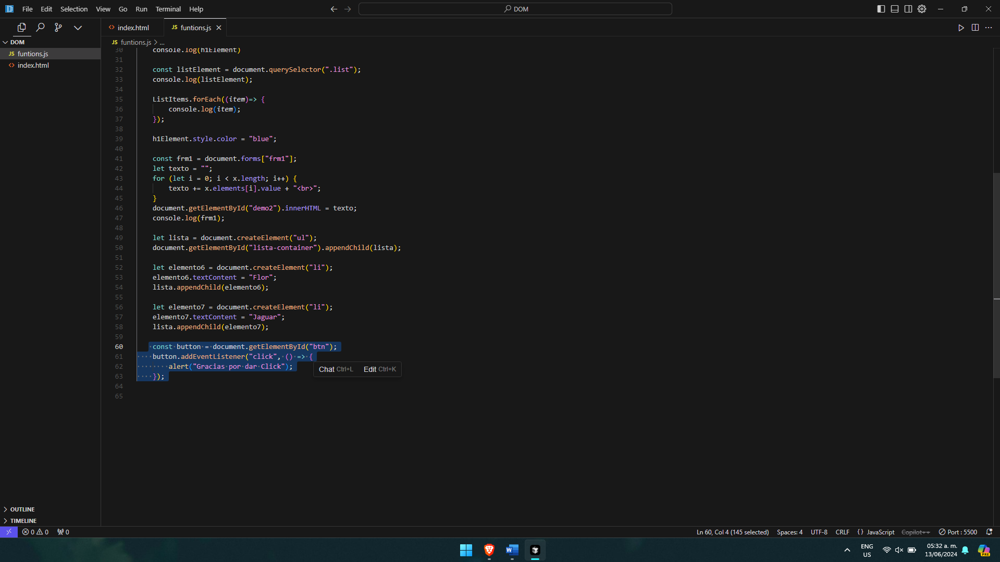 File Edit Selection View Go Run Terminal Help
DOM
index.html
JS funtions.js
DOM
JS funtions.js
index.html
JS funtions.js > ...
30 console.log(h1Element)
31
32 const listElement = document.querySelector(".list");
33 console.log(listElement);
34
35 ListItems.forEach((item)=> {
36 console.log(item);
37 });
38
39 h1Element.style.color = "blue";
40
41 const frm1 = document.forms["frm1"];
42 let texto = "";
43 for (let i = 0; i < x.length; i++) {
44 texto += x.elements[i].value + "<br>";
45 }
46 document.getElementById("demo2").innerHTML = texto;
47 console.log(frm1);
48
49 let lista = document.createElement("ul");
50 document.getElementById("lista-container").appendChild(lista);
51
52 let elemento6 = document.createElement("li");
53 elemento6.textContent = "Flor";
54 lista.appendChild(elemento6);
55
56 let elemento7 = document.createElement("li");
57 elemento7.textContent = "Jaguar";
58 lista.appendChild(elemento7);
59
60 const button = document.getElementById("btn");
61 button.addEventListener("click", () => {
62 alert("Gracias por dar Click");
63 });
64
65
Chat Ctrl+L Edit Ctrl+K
OUTLINE
TIMELINE
0 0 0
Ln 60, Col 4 (145 selected) Spaces: 4 UTF-8 CRLF {} JavaScript Copilot++ Port : 5500
ENG
US
05:32 a. m.
13/06/2024
PRE